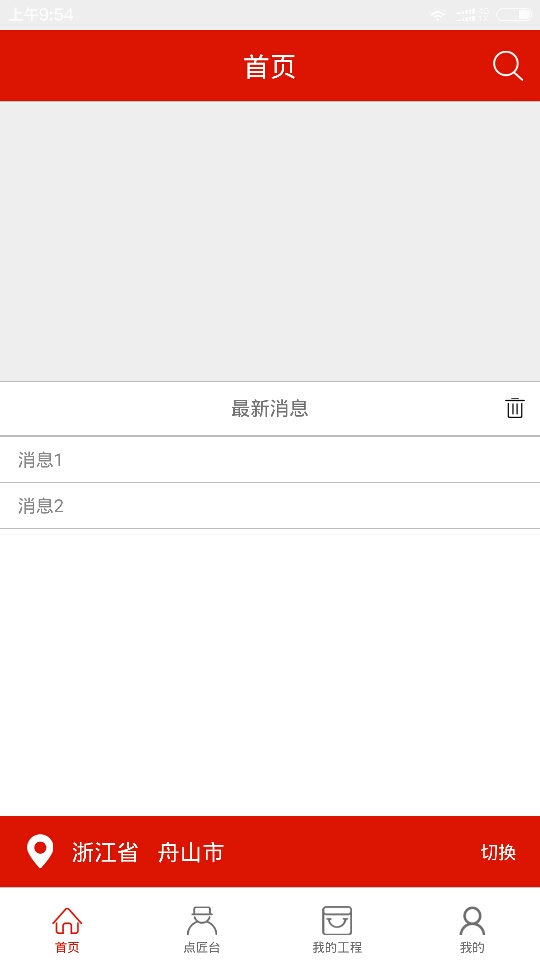 上午9:54
首页
最新消息
消息1
消息2
浙江省 舟山市 切换
首页 点匠台 我的工程 我的